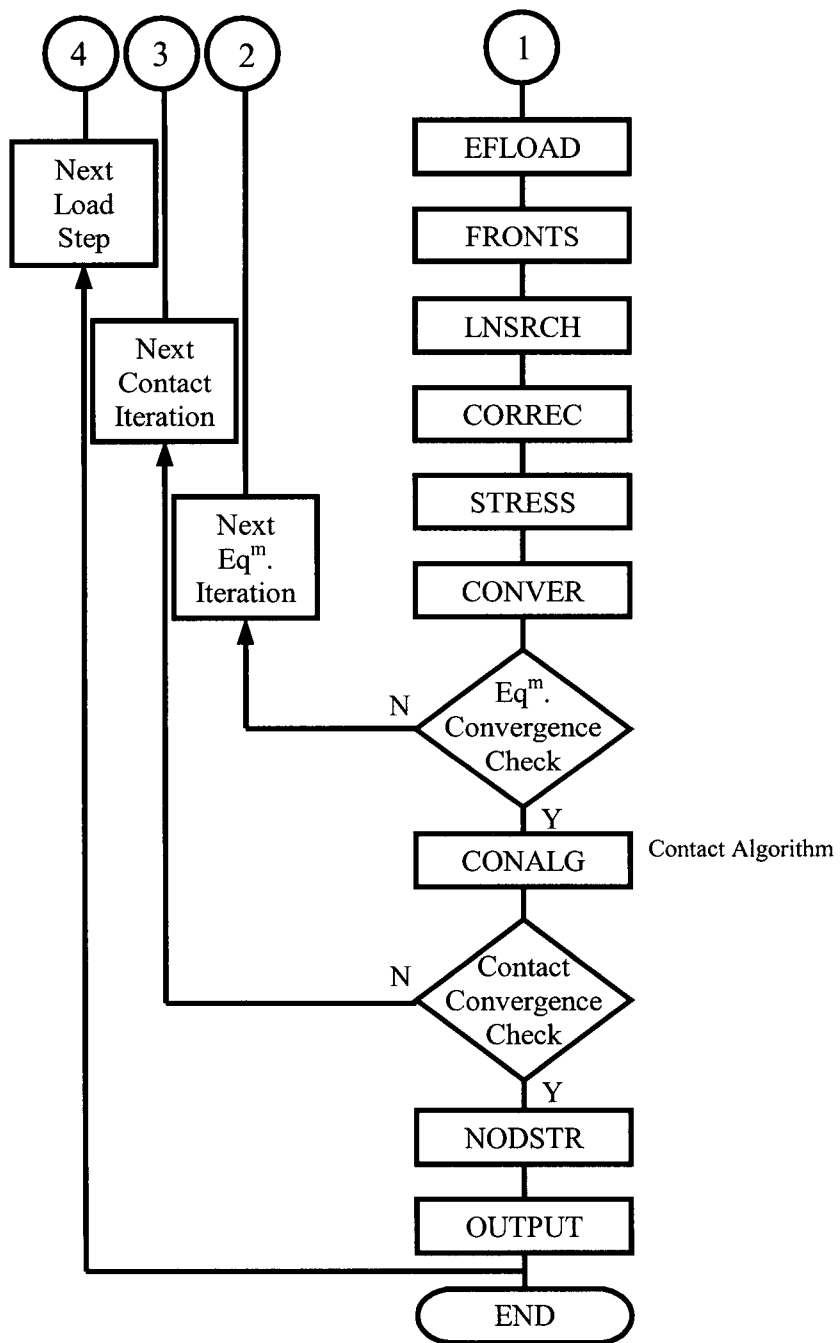 4
3
2
1
EFLOAD
Next
Load
Step
FRONTS
LNSRCH
Next
Contact
Iteration
CORREC
STRESS
Next
Eqᵐ.
Iteration
CONVER
Eqᵐ.
Convergence
Check
N
Y
CONALG
Contact Algorithm
Contact
Convergence
Check
N
Y
NODSTR
OUTPUT
END